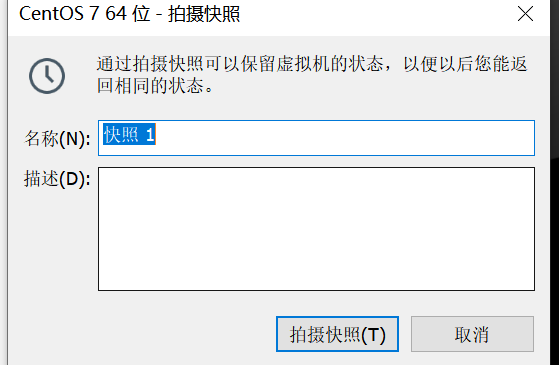 CentOS 7 64 位 - 拍摄快照
通过拍摄快照可以保留虚拟机的状态，以便以后您能返
回相同的状态。
名称(N):
快照 1
描述(D):
拍摄快照(T)
取消